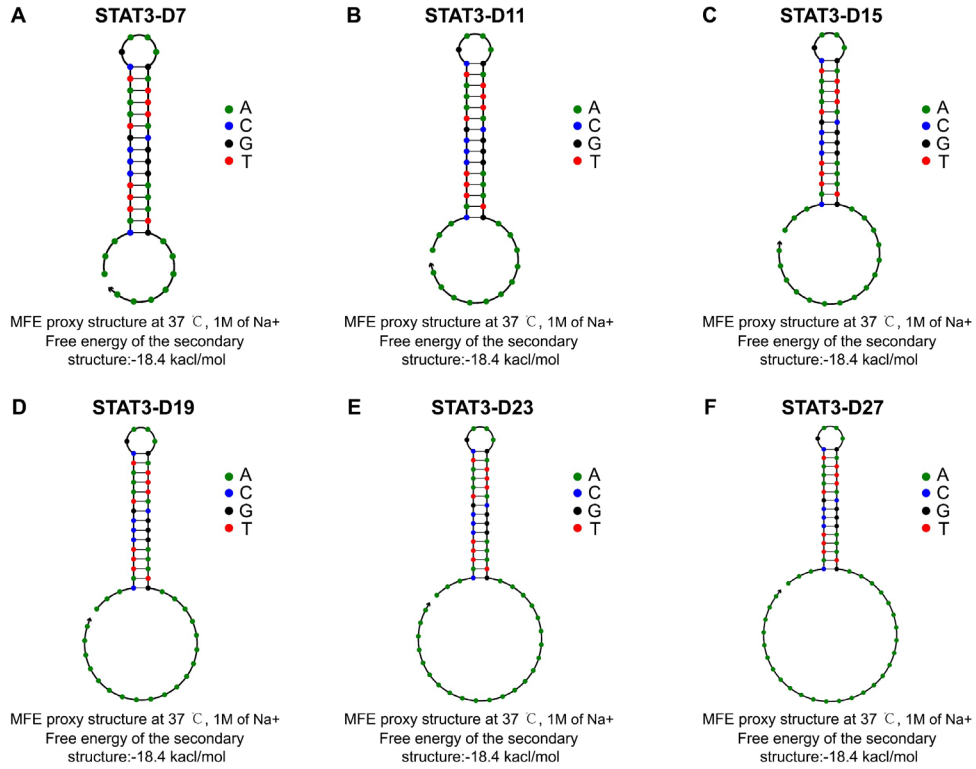 A STAT3-D7
A
C
G
T
MFE proxy structure at 37 ℃, 1M of Na+
Free energy of the secondary
structure:-18.4 kacl/mol
B STAT3-D11
A
C
G
T
MFE proxy structure at 37 ℃, 1M of Na+
Free energy of the secondary
structure:-18.4 kacl/mol
C STAT3-D15
A
C
G
T
MFE proxy structure at 37 ℃, 1M of Na+
Free energy of the secondary
structure:-18.4 kacl/mol
D STAT3-D19
A
C
G
T
MFE proxy structure at 37 ℃, 1M of Na+
Free energy of the secondary
structure:-18.4 kacl/mol
E STAT3-D23
A
C
G
T
MFE proxy structure at 37 ℃, 1M of Na+
Free energy of the secondary
structure:-18.4 kacl/mol
F STAT3-D27
A
C
G
T
MFE proxy structure at 37 ℃, 1M of Na+
Free energy of the secondary
structure:-18.4 kacl/mol